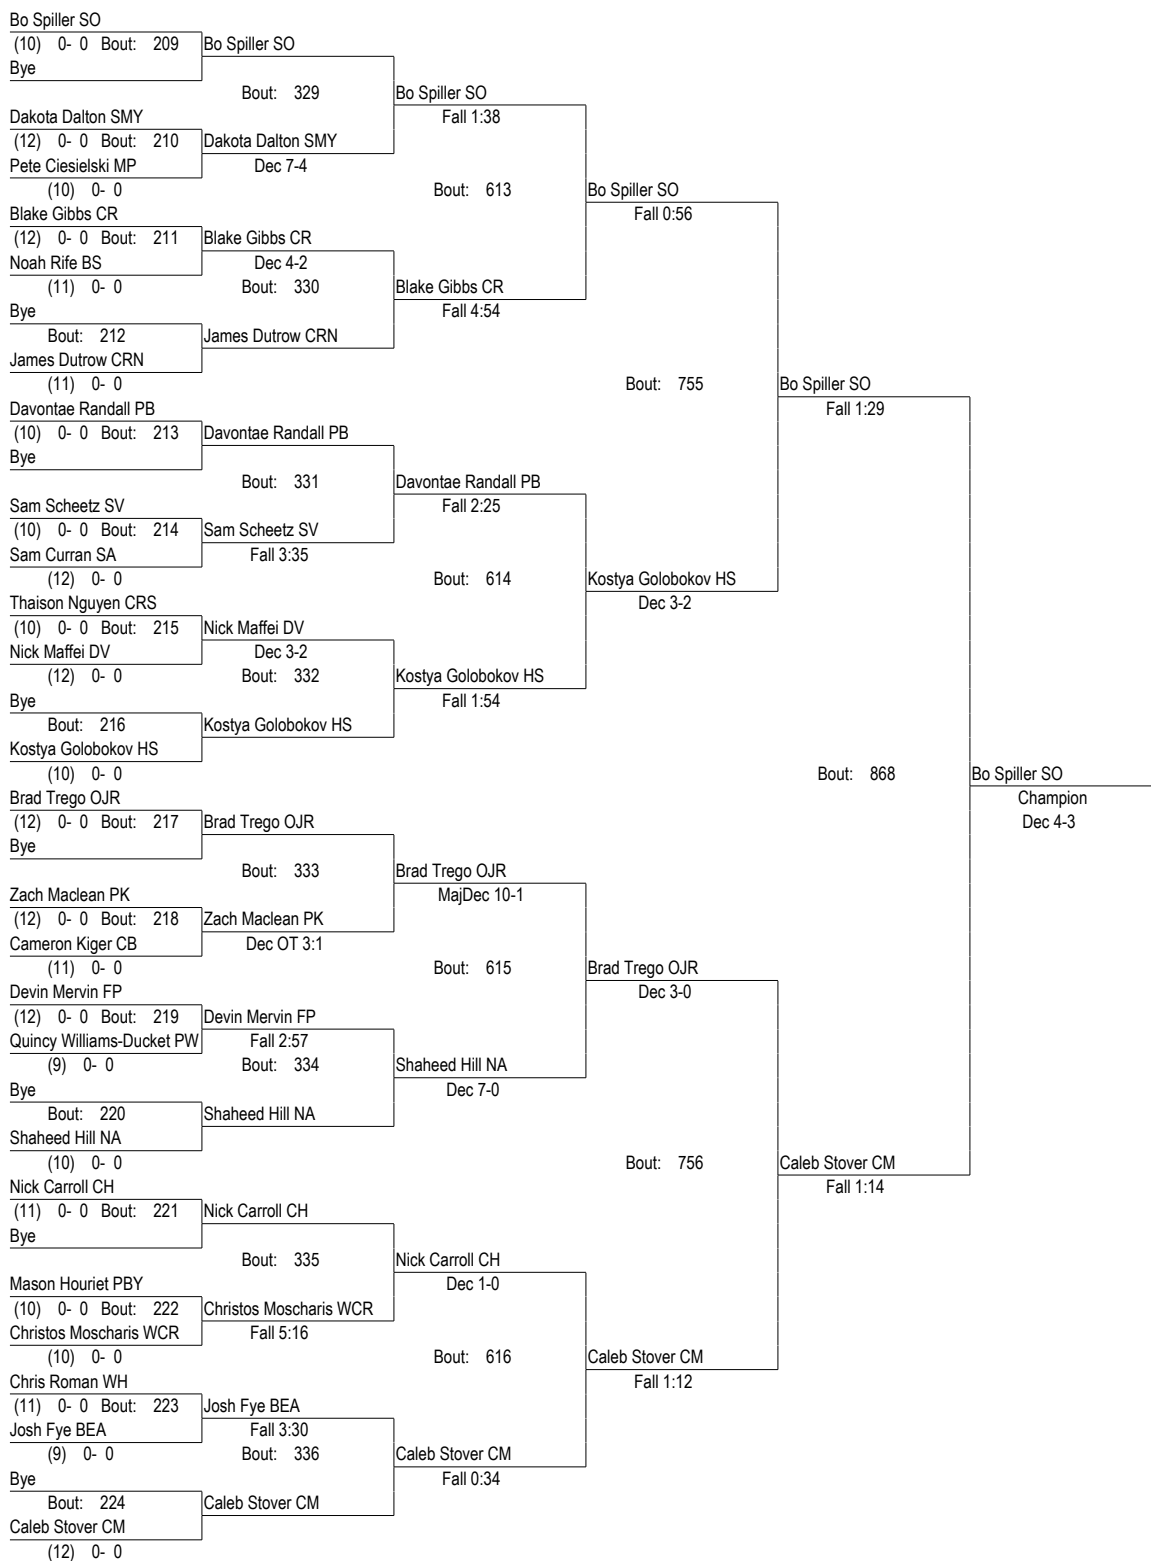 Bo Spiller SO
(10) 0- 0 Bout: 209 Bo Spiller SO
Bye
Bout: 329 Bo Spiller SO
Dakota Dalton SMY Fall 1:38
(12) 0- 0 Bout: 210 Dakota Dalton SMY
Pete Ciesielski MP Dec 7-4
(10) 0- 0 Bout: 613 Bo Spiller SO
Blake Gibbs CR Fall 0:56
(12) 0- 0 Bout: 211 Blake Gibbs CR
Noah Rife BS Dec 4-2
(11) 0- 0 Bout: 330 Blake Gibbs CR
Bye Fall 4:54
Bout: 212 James Dutrow CRN
James Dutrow CRN
(11) 0- 0 Bout: 755 Bo Spiller SO
Davontae Randall PB Fall 1:29
(10) 0- 0 Bout: 213 Davontae Randall PB
Bye
Bout: 331 Davontae Randall PB
Sam Scheetz SV Fall 2:25
(10) 0- 0 Bout: 214 Sam Scheetz SV
Sam Curran SA Fall 3:35
(12) 0- 0 Bout: 614 Kostya Golobokov HS
Thaison Nguyen CRS Dec 3-2
(10) 0- 0 Bout: 215 Nick Maffei DV
Nick Maffei DV Dec 3-2
(12) 0- 0 Bout: 332 Kostya Golobokov HS
Bye Fall 1:54
Bout: 216 Kostya Golobokov HS
Kostya Golobokov HS
(10) 0- 0 Bout: 868 Bo Spiller SO
Brad Trego OJR Champion
(12) 0- 0 Bout: 217 Brad Trego OJR Dec 4-3
Bye
Bout: 333 Brad Trego OJR
Zach Maclean PK MajDec 10-1
(12) 0- 0 Bout: 218 Zach Maclean PK
Cameron Kiger CB Dec OT 3:1
(11) 0- 0 Bout: 615 Brad Trego OJR
Devin Mervin FP Dec 3-0
(12) 0- 0 Bout: 219 Devin Mervin FP
Quincy Williams-Ducket PW Fall 2:57
(9) 0- 0 Bout: 334 Shaheed Hill NA
Bye Dec 7-0
Bout: 220 Shaheed Hill NA
Shaheed Hill NA
(10) 0- 0 Bout: 756 Caleb Stover CM
Nick Carroll CH Fall 1:14
(11) 0- 0 Bout: 221 Nick Carroll CH
Bye
Bout: 335 Nick Carroll CH
Mason Houriet PBY Dec 1-0
(10) 0- 0 Bout: 222 Christos Moscharis WCR
Christos Moscharis WCR Fall 5:16
(10) 0- 0 Bout: 616 Caleb Stover CM
Chris Roman WH Fall 1:12
(11) 0- 0 Bout: 223 Josh Fye BEA
Josh Fye BEA Fall 3:30
(9) 0- 0 Bout: 336 Caleb Stover CM
Bye Fall 0:34
Bout: 224 Caleb Stover CM
Caleb Stover CM
(12) 0- 0